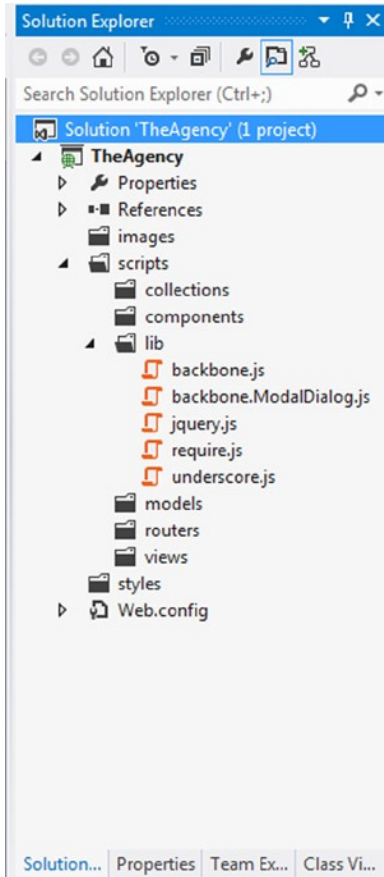 Solution Explorer
Search Solution Explorer (Ctrl+;)
Solution 'TheAgency' (1 project)
TheAgency
Properties
References
images
scripts
collections
components
lib
backbone.js
backbone.ModalDialog.js
jquery.js
require.js
underscore.js
models
routers
views
styles
Web.config
Solution... Properties Team Ex... Class Vi...